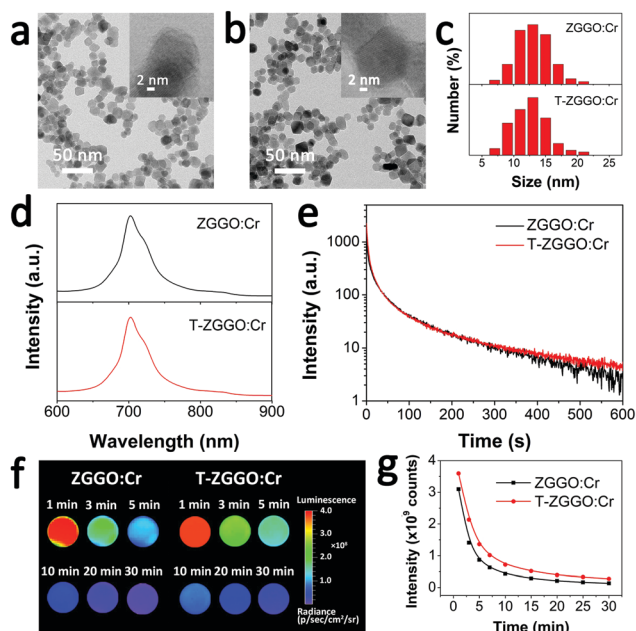 a
2 nm
50 nm
b
2 nm
50 nm
c
Number (%)
ZGGO:Cr
T-ZGGO:Cr
5 10 15 20 25
Size (nm)
d
Intensity (a.u.)
ZGGO:Cr
T-ZGGO:Cr
600 700 800 900
Wavelength (nm)
e
Intensity (a.u.)
1000
100
10
1
ZGGO:Cr
T-ZGGO:Cr
0 100 200 300 400 500 600
Time (s)
f
ZGGO:Cr T-ZGGO:Cr
1 min 3 min 5 min 1 min 3 min 5 min
10 min 20 min 30 min 10 min 20 min 30 min
Luminescence
4.0
3.0
2.0
1.0
Radiance
(p/sec/cm²/sr)
g
Intensity (x10⁹ counts)
4
3
2
1
0
ZGGO:Cr
T-ZGGO:Cr
0 5 10 15 20 25 30
Time (min)